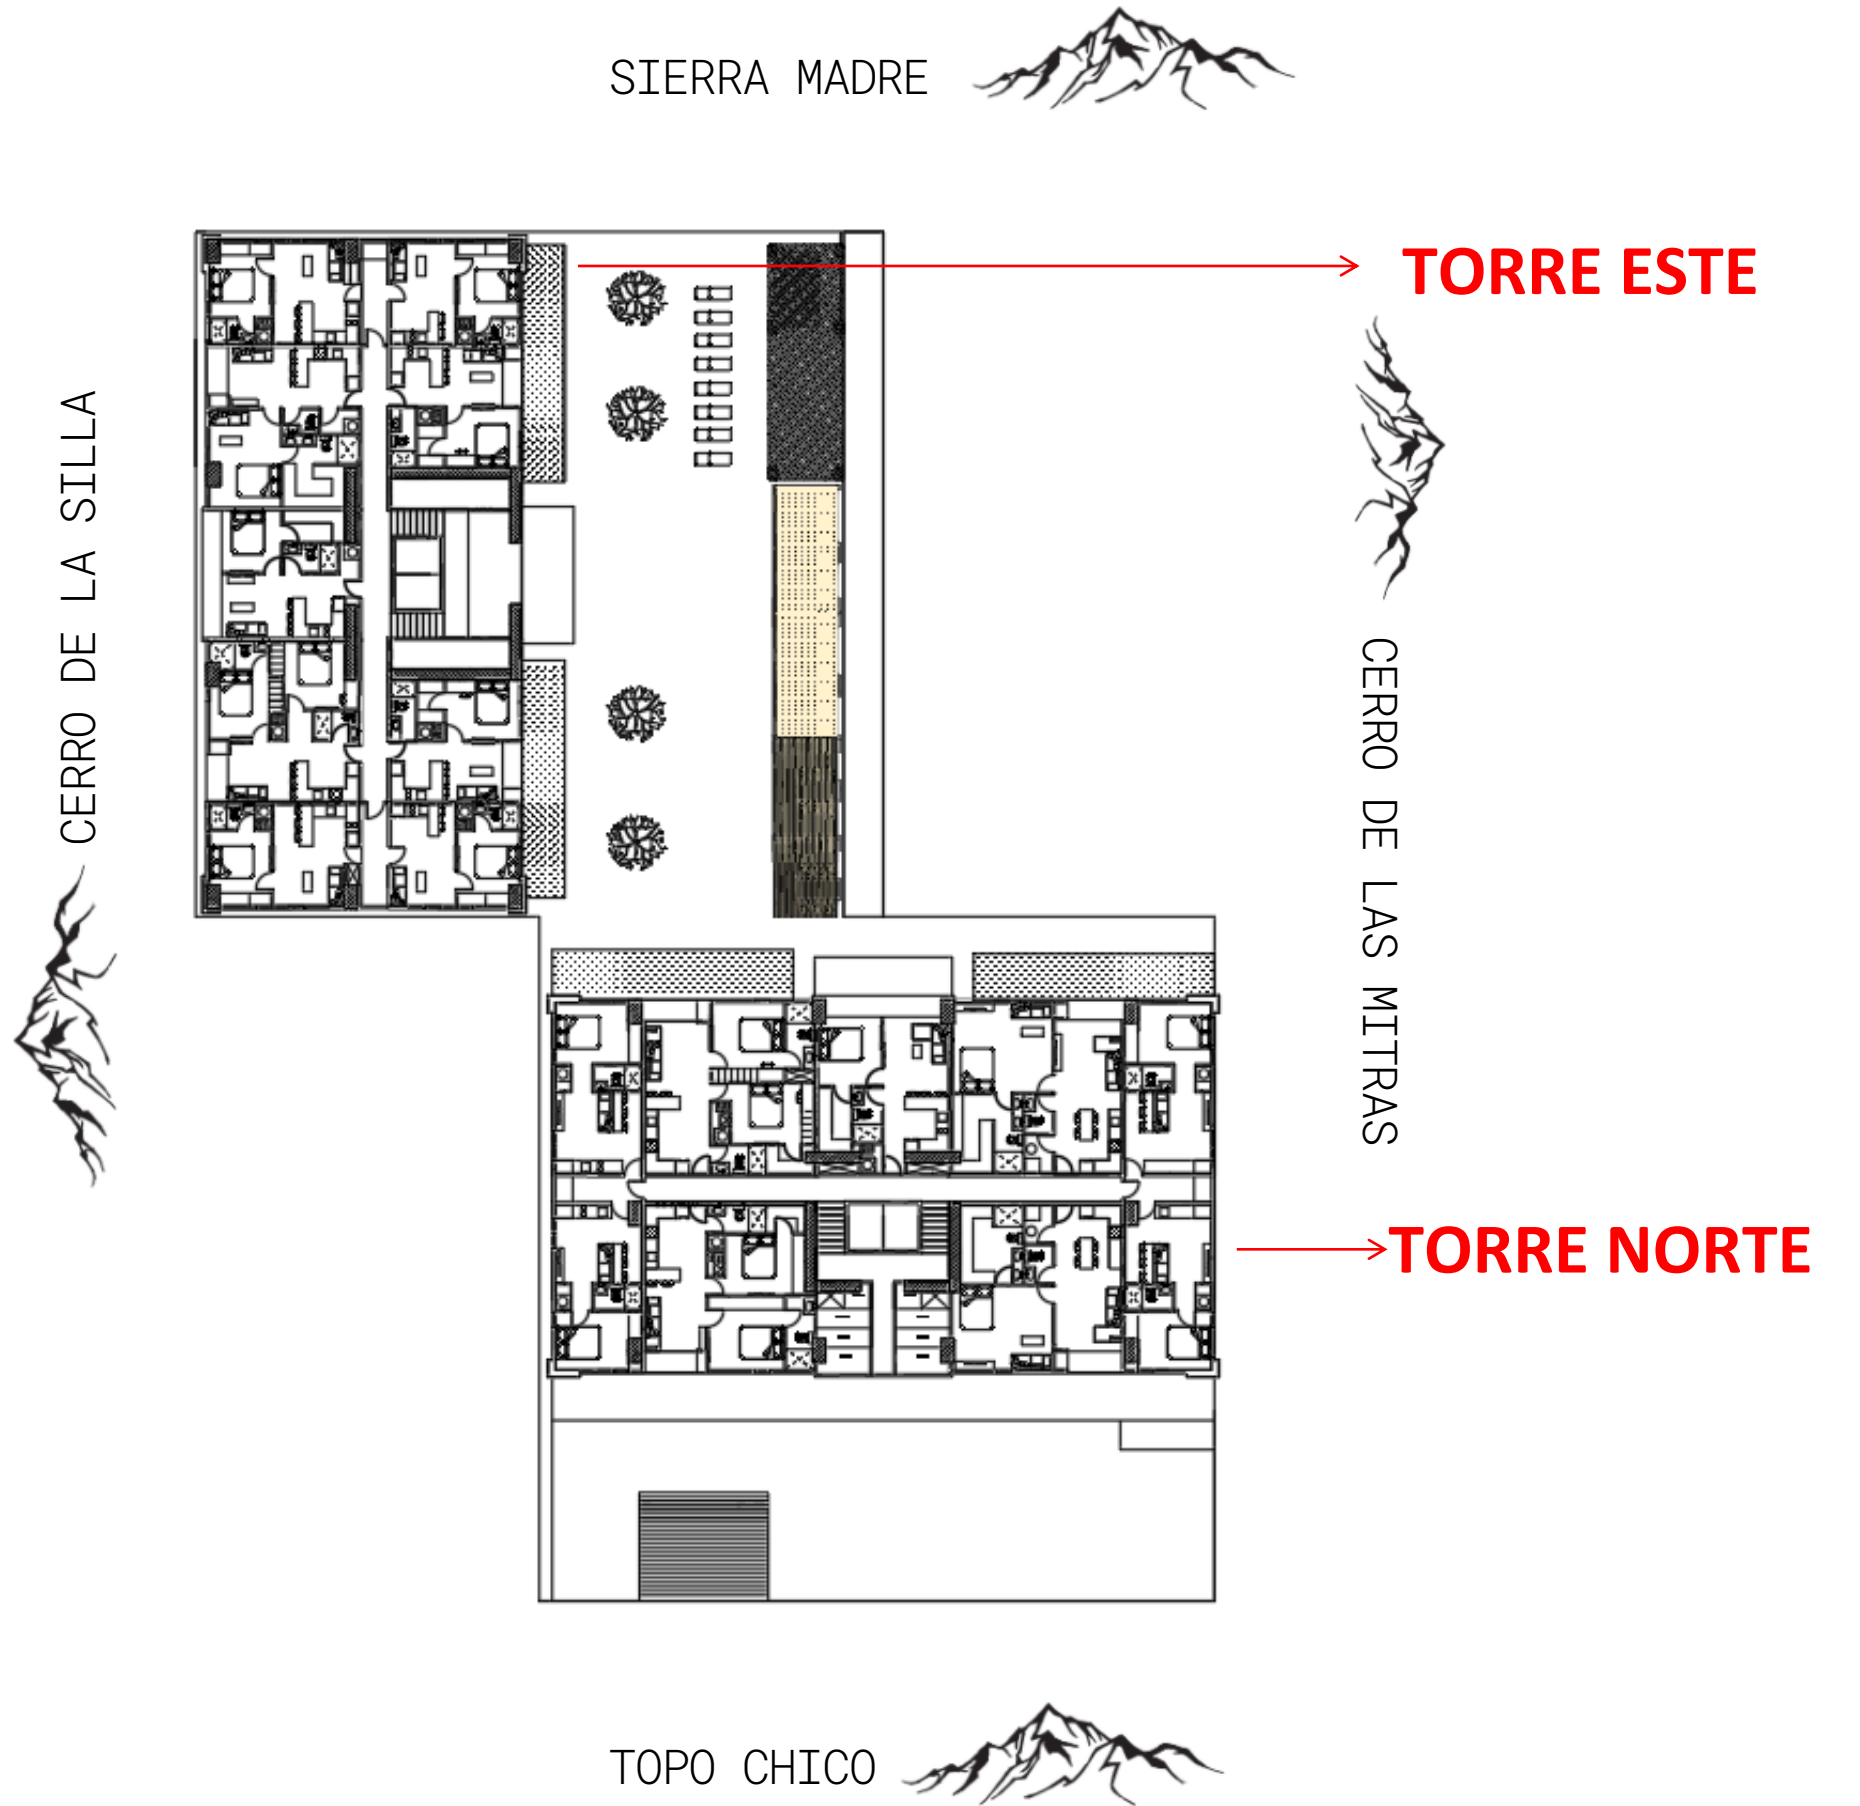 SIERRA MADRE
TORRE ESTE
CERRO DE LA SILLA
CERRO DE LAS MITRAS
TORRE NORTE
TOPO CHICO